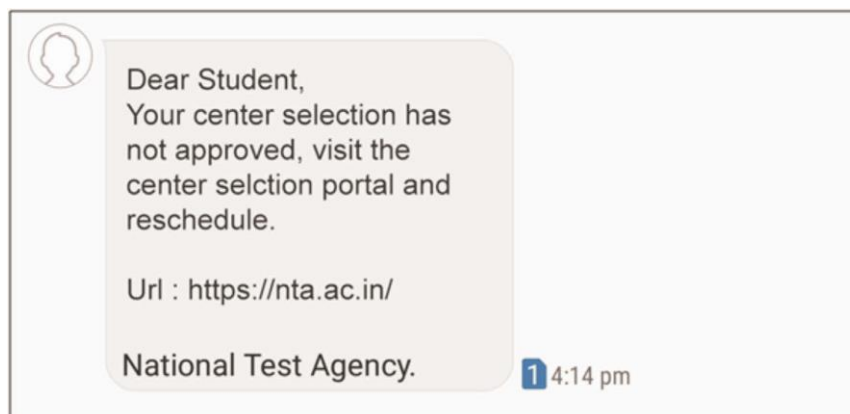 Dear Student,
Your center selection has
not approved, visit the
center selction portal and
reschedule.
Url : https://nta.ac.in/
National Test Agency.
1 4:14 pm